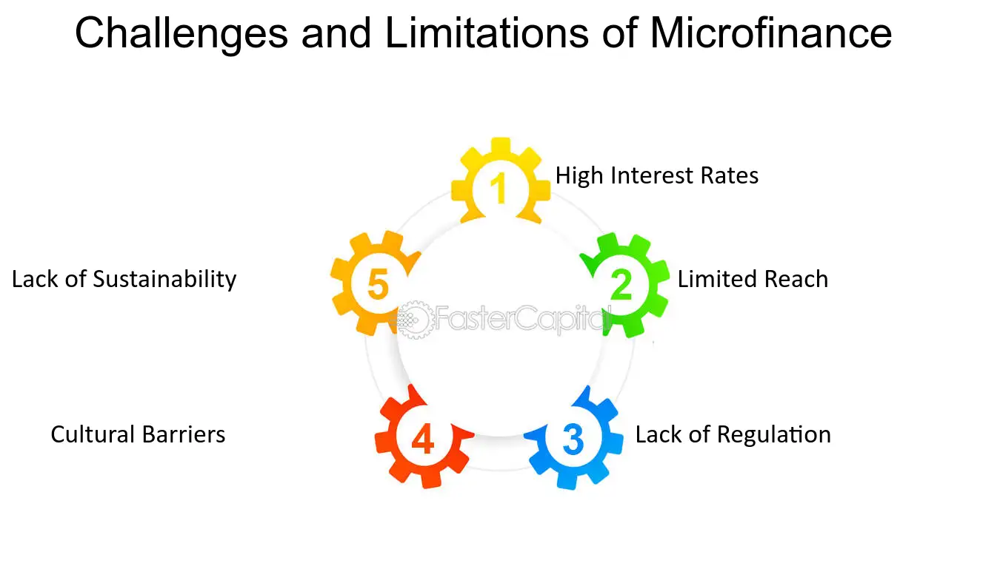 Challenges and Limitations of Microfinance
1
High Interest Rates
2
Limited Reach
3
Lack of Regulation
4
Cultural Barriers
5
Lack of Sustainability
FasterCapital